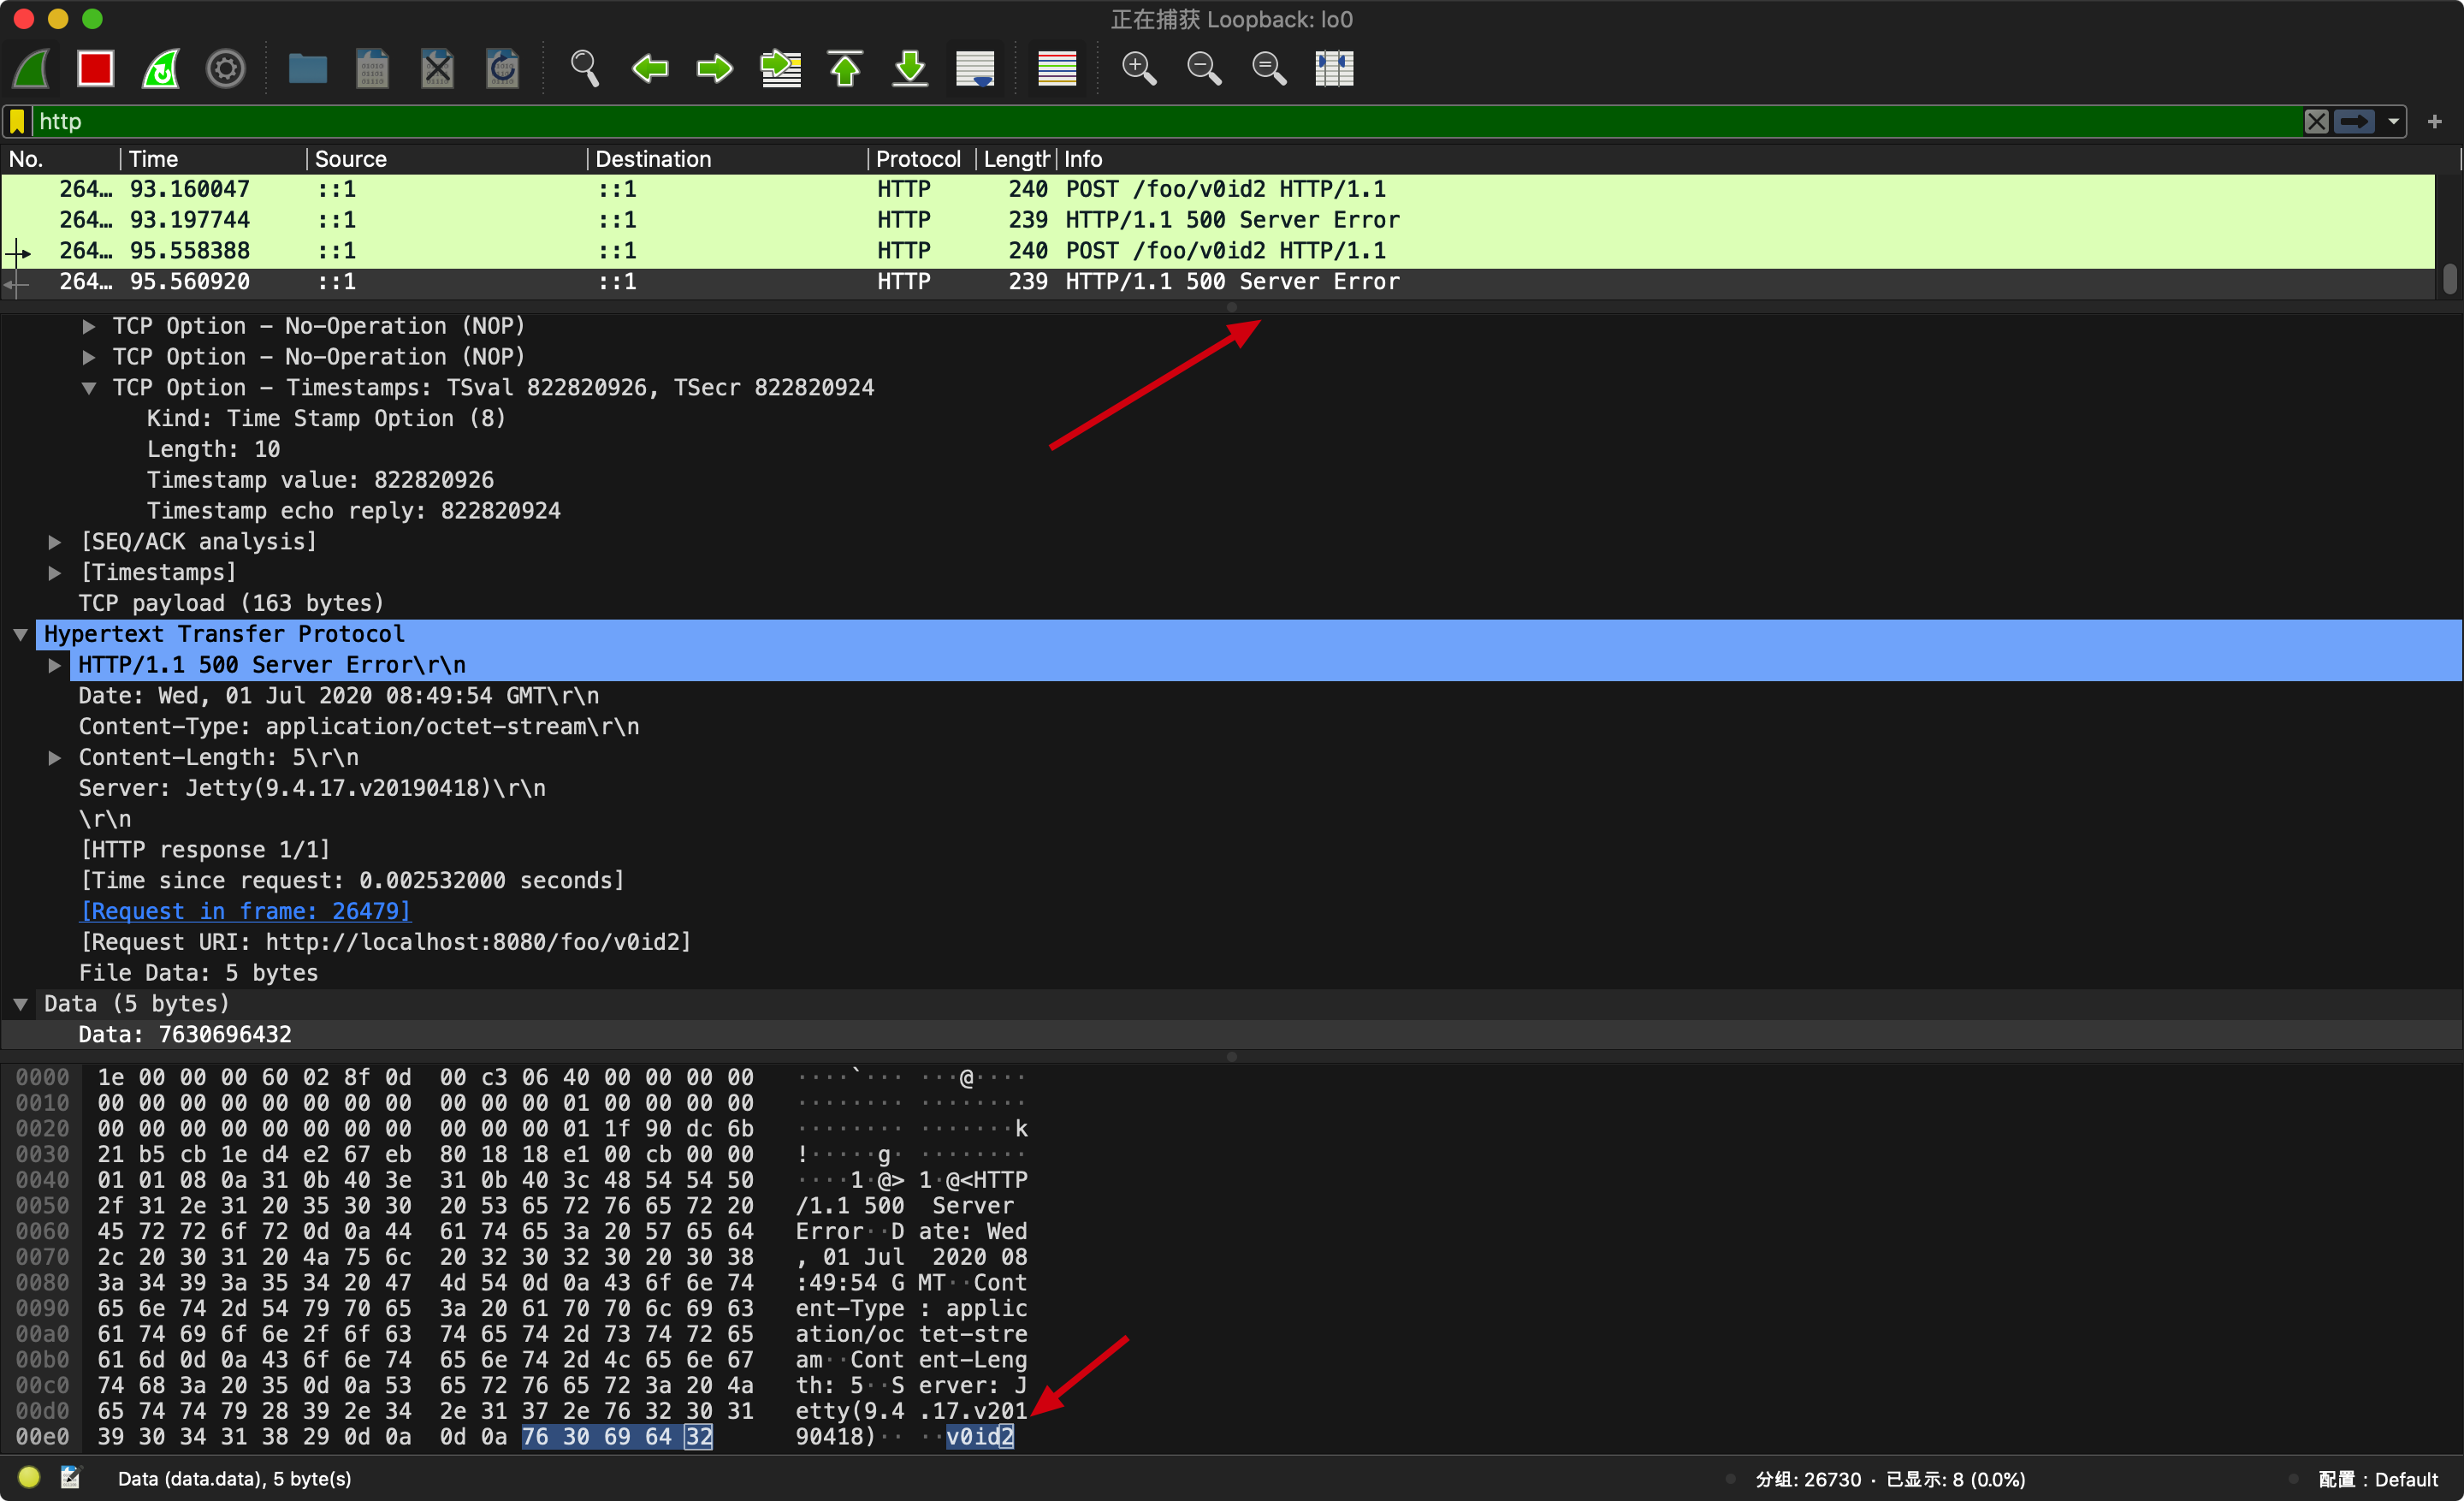 正在捕获 Loopback: lo0
http
No. Time Source Destination Protocol Length Info
264… 93.160047 ::1 ::1 HTTP 240 POST /foo/v0id2 HTTP/1.1
264… 93.197744 ::1 ::1 HTTP 239 HTTP/1.1 500 Server Error
264… 95.558388 ::1 ::1 HTTP 240 POST /foo/v0id2 HTTP/1.1
264… 95.560920 ::1 ::1 HTTP 239 HTTP/1.1 500 Server Error
TCP Option – No–Operation (NOP)
TCP Option – No–Operation (NOP)
TCP Option – Timestamps: TSval 822820926, TSecr 822820924
Kind: Time Stamp Option (8)
Length: 10
Timestamp value: 822820926
Timestamp echo reply: 822820924
[SEQ/ACK analysis]
[Timestamps]
TCP payload (163 bytes)
Hypertext Transfer Protocol
HTTP/1.1 500 Server Error\r\n
Date: Wed, 01 Jul 2020 08:49:54 GMT\r\n
Content–Type: application/octet–stream\r\n
Content–Length: 5\r\n
Server: Jetty(9.4.17.v20190418)\r\n
\r\n
[HTTP response 1/1]
[Time since request: 0.002532000 seconds]
[Request in frame: 26479]
[Request URI: http://localhost:8080/foo/v0id2]
File Data: 5 bytes
Data (5 bytes)
Data: 7630696432
0000 1e 00 00 00 60 02 8f 0d 00 c3 06 40 00 00 00 00 ····`··· ···@····
0010 00 00 00 00 00 00 00 00 00 00 00 01 00 00 00 00 ········ ········
0020 00 00 00 00 00 00 00 00 00 00 00 01 1f 90 dc 6b ········ ·······k
0030 21 b5 cb 1e d4 e2 67 eb 80 18 18 e1 00 cb 00 00 !·····g· ········
0040 01 01 08 0a 31 0b 40 3e 31 0b 40 3c 48 54 54 50 ····1·@> 1·@<HTTP
0050 2f 31 2e 31 20 35 30 30 20 53 65 72 76 65 72 20 /1.1 500 Server
0060 45 72 72 6f 72 0d 0a 44 61 74 65 3a 20 57 65 64 Error··D ate: Wed
0070 2c 20 30 31 20 4a 75 6c 20 32 30 32 30 20 30 38 , 01 Jul 2020 08
0080 3a 34 39 3a 35 34 20 47 4d 54 0d 0a 43 6f 6e 74 :49:54 G MT··Cont
0090 65 6e 74 2d 54 79 70 65 3a 20 61 70 70 6c 69 63 ent–Type : applic
00a0 61 74 69 6f 6e 2f 6f 63 74 65 74 2d 73 74 72 65 ation/oc tet–stre
00b0 61 6d 0d 0a 43 6f 6e 74 65 6e 74 2d 4c 65 6e 67 am··Cont ent–Leng
00c0 74 68 3a 20 35 0d 0a 53 65 72 76 65 72 3a 20 4a th: 5··S erver: J
00d0 65 74 74 79 28 39 2e 34 2e 31 37 2e 76 32 30 31 etty(9.4 .17.v201
00e0 39 30 34 31 38 29 0d 0a 0d 0a 76 30 69 64 32 90418)·· ··v0id2
Data (data.data), 5 byte(s) 分组: 26730 · 已显示: 8 (0.0%) 配置：Default